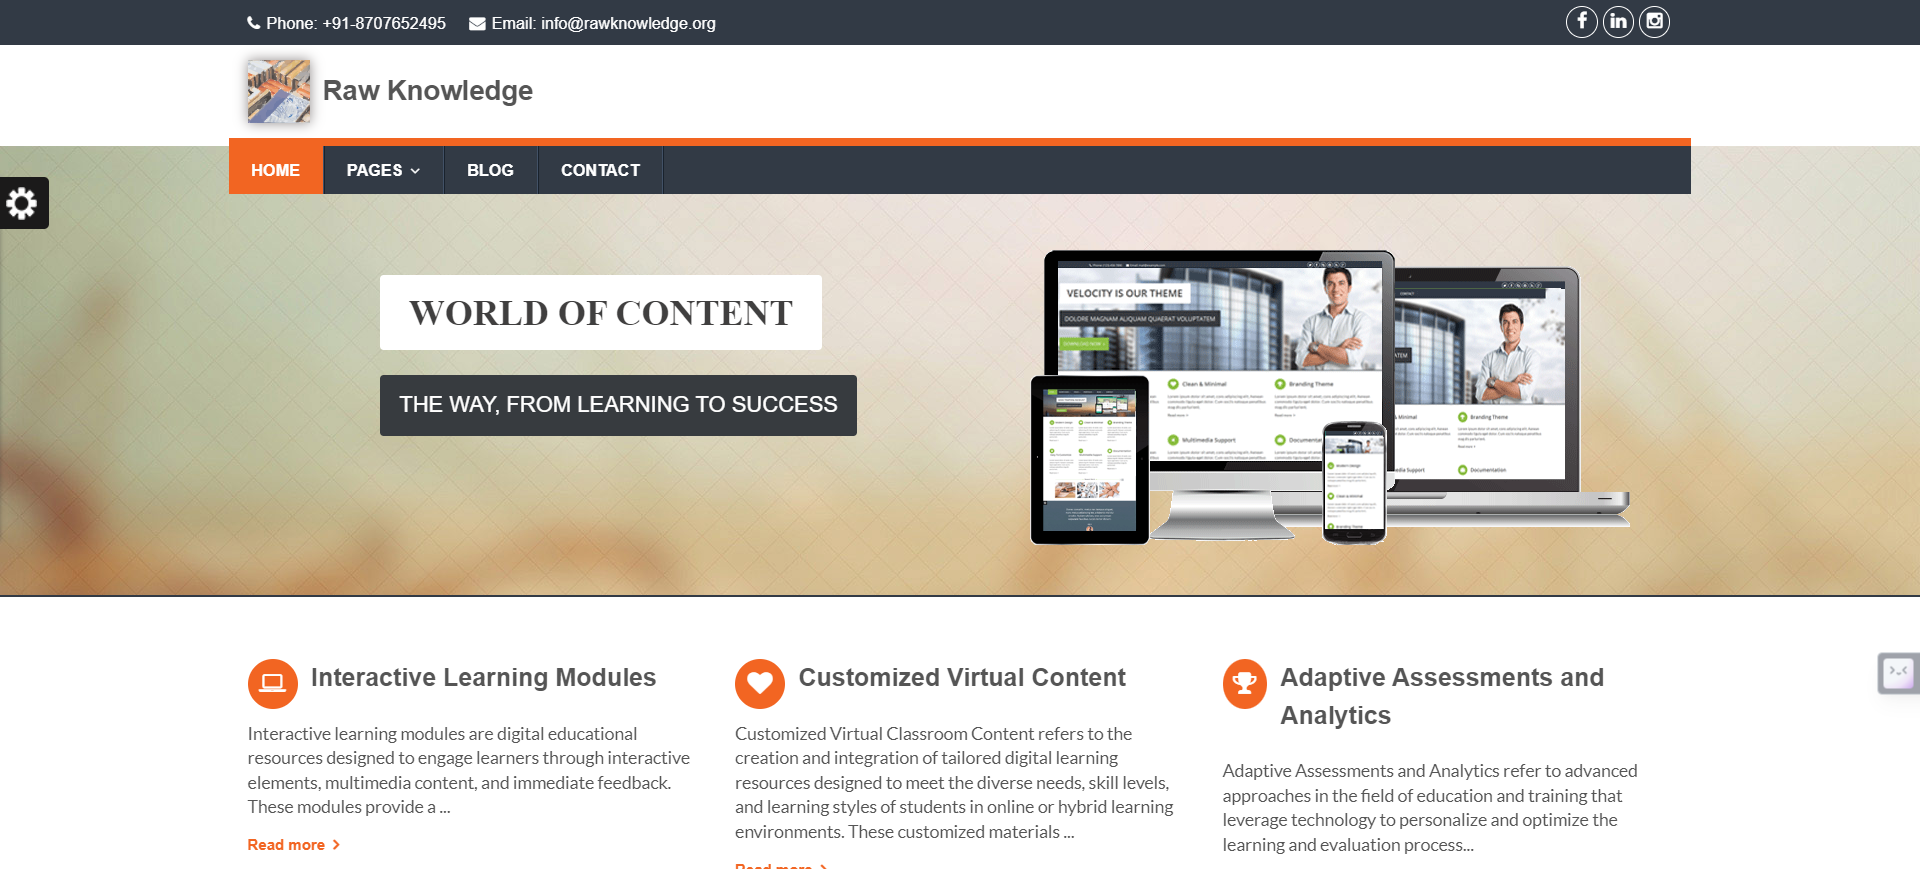 Phone: +91-8707652495 Email: info@rawknowledge.org
Raw Knowledge
HOME PAGES BLOG CONTACT
WORLD OF CONTENT
THE WAY, FROM LEARNING TO SUCCESS
VELOCITY IS OUR THEME
DOLORE MAGNAM ALIQUAM QUAERAT VOLUPTATEM
DOWNLOAD NOW
Clean & Minimal
Branding Theme
Multimedia Support
Branding Theme
Documentation
Interactive Learning Modules
Interactive learning modules are digital educational
resources designed to engage learners through interactive
elements, multimedia content, and immediate feedback.
These modules provide a ...
Read more
Customized Virtual Content
Customized Virtual Classroom Content refers to the
creation and integration of tailored digital learning
resources designed to meet the diverse needs, skill levels,
and learning styles of students in online or hybrid learning
environments. These customized materials ...
Read more
Adaptive Assessments and
Analytics
Adaptive Assessments and Analytics refer to advanced
approaches in the field of education and training that
leverage technology to personalize and optimize the
learning and evaluation process...